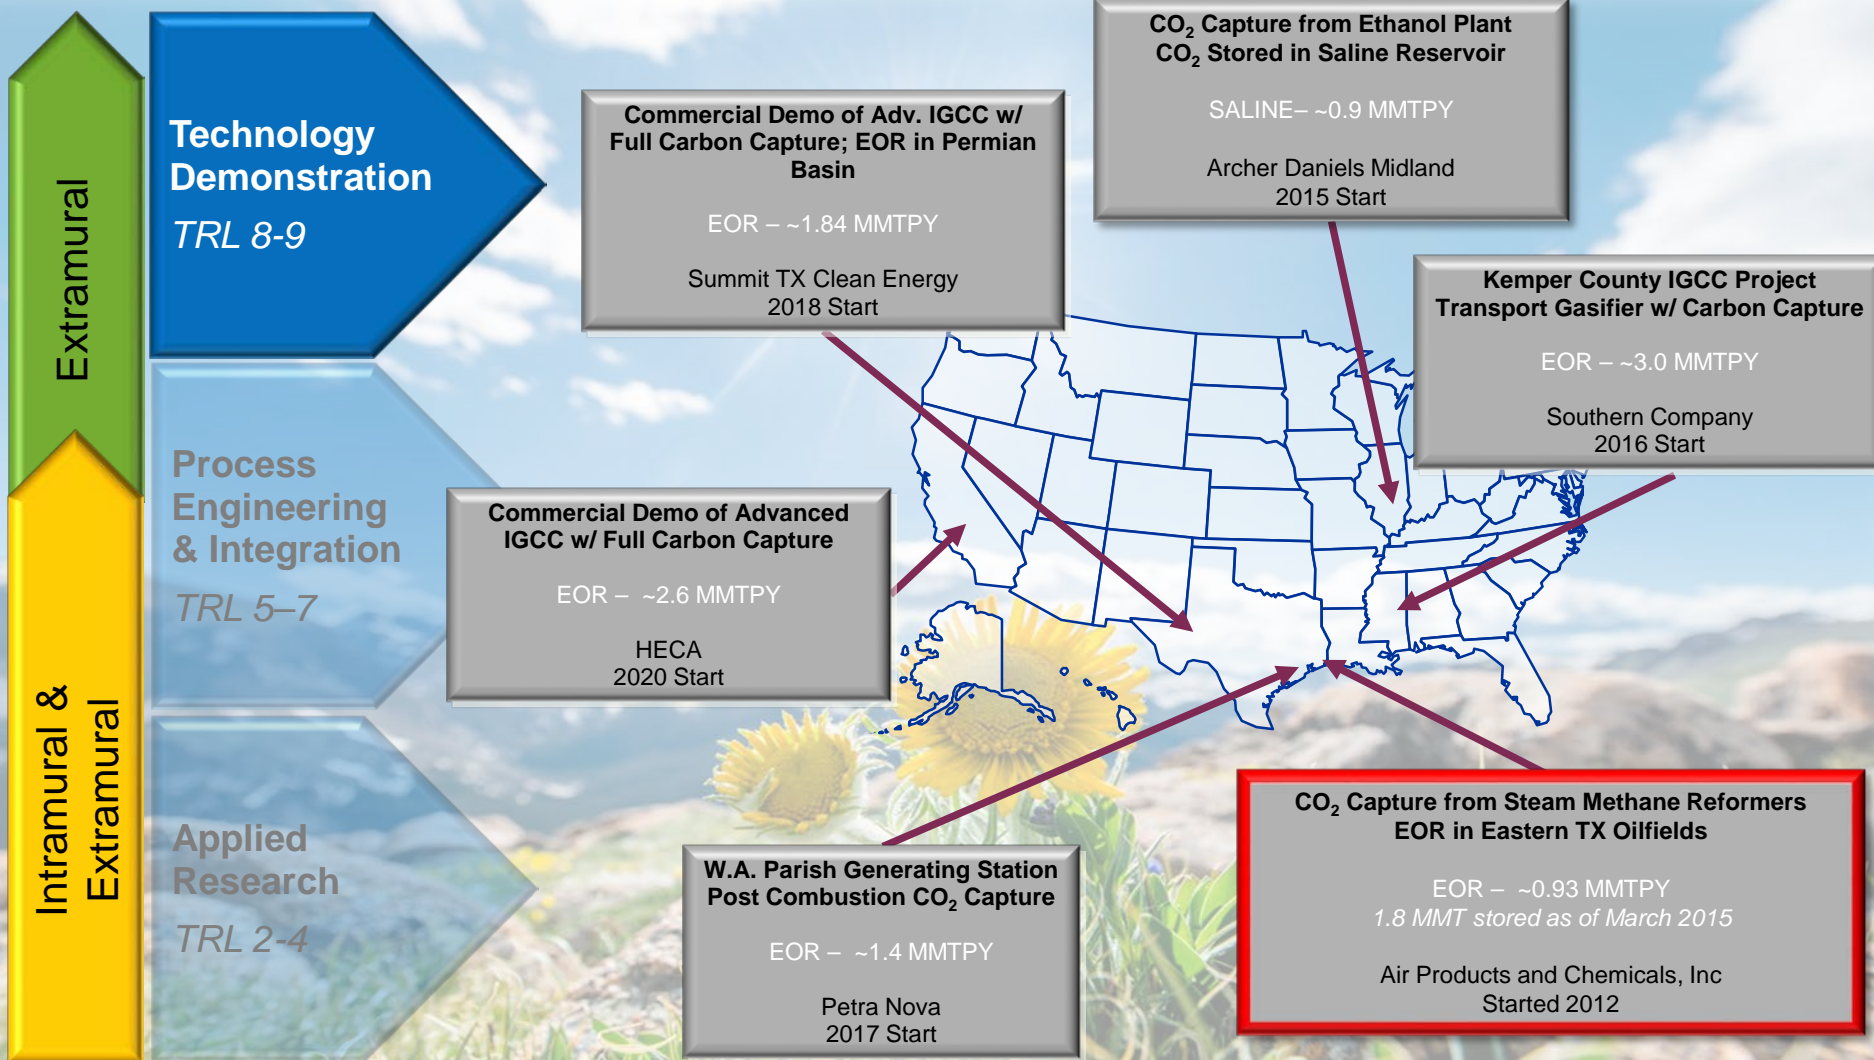 Extramural
Intramural &
Extramural
Technology
Demonstration
TRL 8-9
Process
Engineering
& Integration
TRL 5–7
Applied
Research
TRL 2-4
Commercial Demo of Adv. IGCC w/
Full Carbon Capture; EOR in Permian
Basin
EOR – ~1.84 MMTPY
Summit TX Clean Energy
2018 Start
CO₂ Capture from Ethanol Plant
CO₂ Stored in Saline Reservoir
SALINE– ~0.9 MMTPY
Archer Daniels Midland
2015 Start
Kemper County IGCC Project
Transport Gasifier w/ Carbon Capture
EOR – ~3.0 MMTPY
Southern Company
2016 Start
Commercial Demo of Advanced
IGCC w/ Full Carbon Capture
EOR – ~2.6 MMTPY
HECA
2020 Start
W.A. Parish Generating Station
Post Combustion CO₂ Capture
EOR – ~1.4 MMTPY
Petra Nova
2017 Start
CO₂ Capture from Steam Methane Reformers
EOR in Eastern TX Oilfields
EOR – ~0.93 MMTPY
1.8 MMT stored as of March 2015
Air Products and Chemicals, Inc
Started 2012